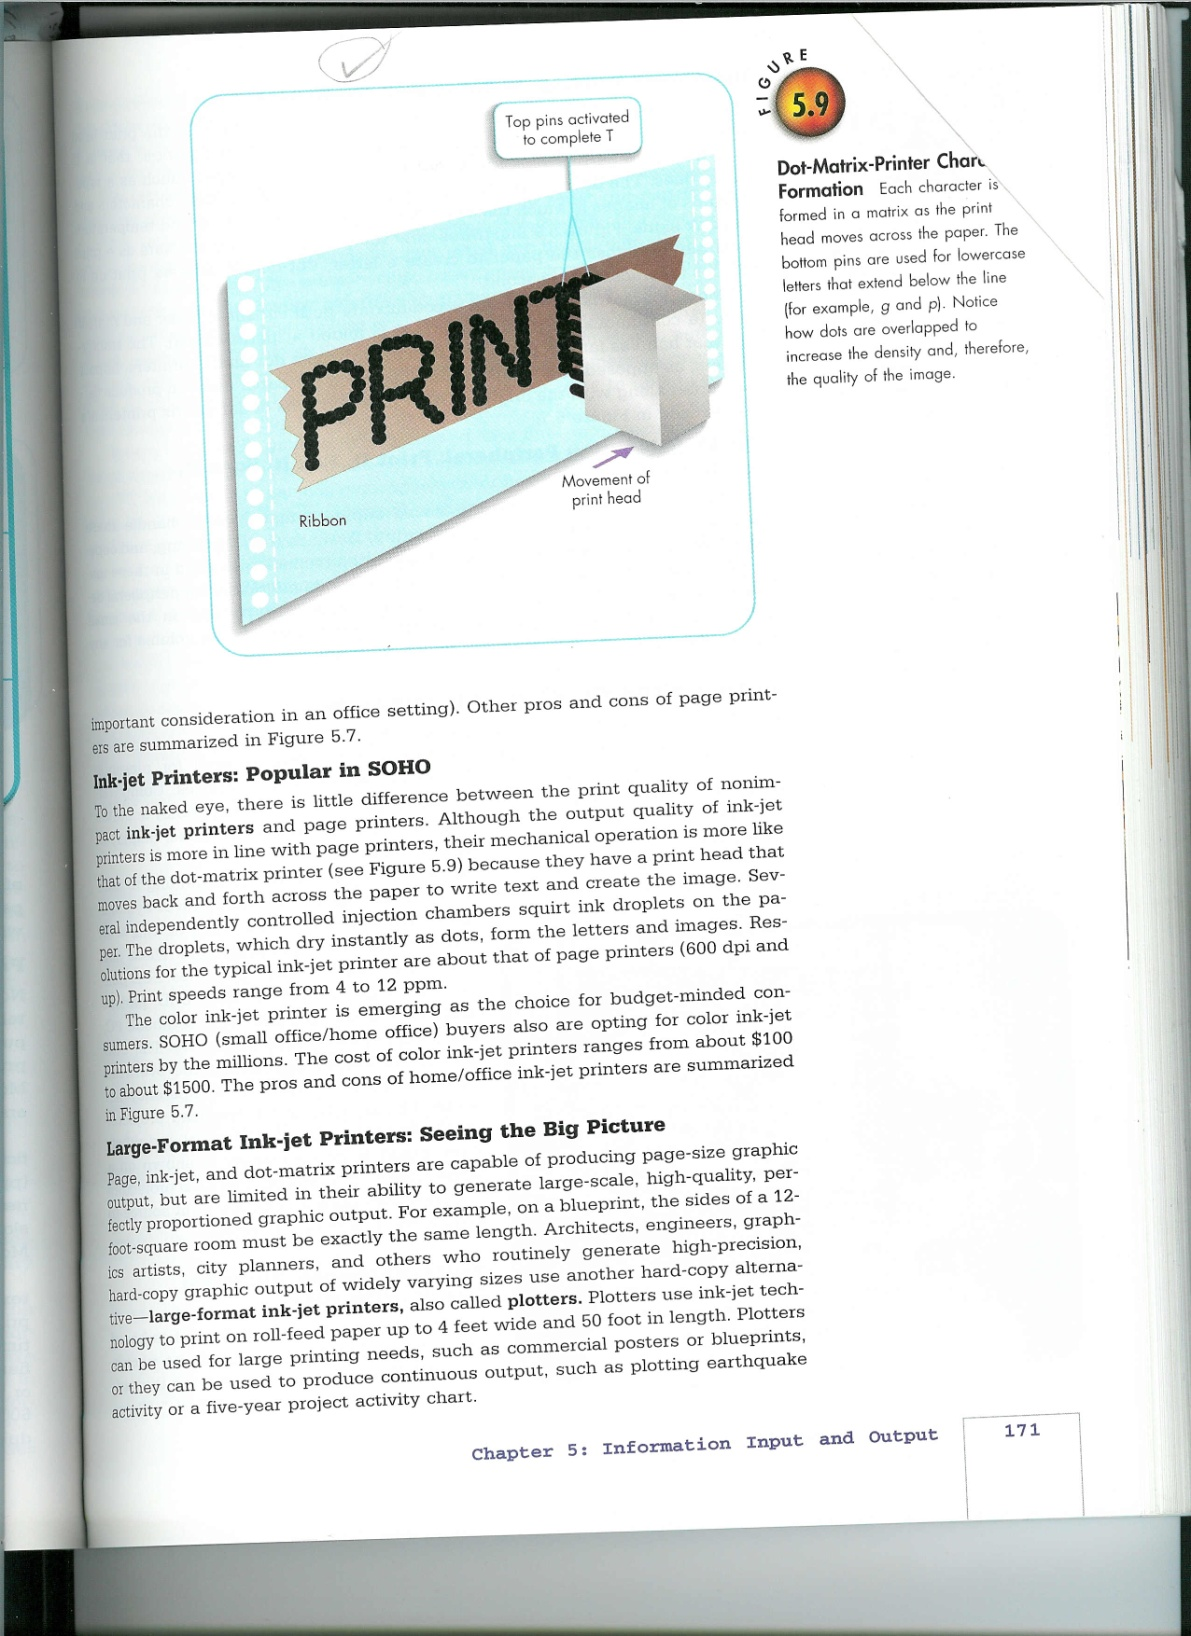 Top pins activated
to complete T
Movement of
print head
Ribbon
PRINT
FIGURE
5.9
Dot-Matrix-Printer
Formation Each character is
formed in a matrix as the print
head moves across the paper. The
bottom pins are used for lowercase
letters that extend below the line
(for example, g and p). Notice
how dots are overlapped to
increase the density and, therefore,
the quality of the image.
important consideration in an office setting). Other pros and cons of page print-
ers are summarized in Figure 5.7.
Ink-jet Printers: Popular in SOHO
To the naked eye, there is little difference between the print quality of nonim-
pact ink-jet printers and page printers. Although the output quality of ink-jet
printers is more in line with page printers, their mechanical operation is more like
that of the dot-matrix printer (see Figure 5.9) because they have a print head that
moves back and forth across the paper to write text and create the image. Sev-
eral independently controlled injection chambers squirt ink droplets on the pa-
per. The droplets, which dry instantly as dots, form the letters and images. Res-
olutions for the typical ink-jet printer are about that of page printers (600 dpi and
up). Print speeds range from 4 to 12 ppm.
The color ink-jet printer is emerging as the choice for budget-minded con-
sumers. SOHO (small office/home office) buyers also are opting for color ink-jet
printers by the millions. The cost of color ink-jet printers ranges from about $100
to about $1500. The pros and cons of home/office ink-jet printers are summarized
in Figure 5.7.
Large-Format Ink-jet Printers: Seeing the Big Picture
Page, ink-jet, and dot-matrix printers are capable of producing page-size graphic
output, but are limited in their ability to generate large-scale, high-quality, per-
fectly proportioned graphic output. For example, on a blueprint, the sides of a 12-
foot-square room must be exactly the same length. Architects, engineers, graph-
ics artists, city planners, and others who routinely generate high-precision,
hard-copy graphic output of widely varying sizes use another hard-copy alterna-
tive—large-format ink-jet printers, also called plotters. Plotters use ink-jet tech-
nology to print on roll-feed paper up to 4 feet wide and 50 foot in length. Plotters
can be used for large printing needs, such as commercial posters or blueprints,
or they can be used to produce continuous output, such as plotting earthquake
activity or a five-year project activity chart.
Chapter 5: Information Input and Output
171